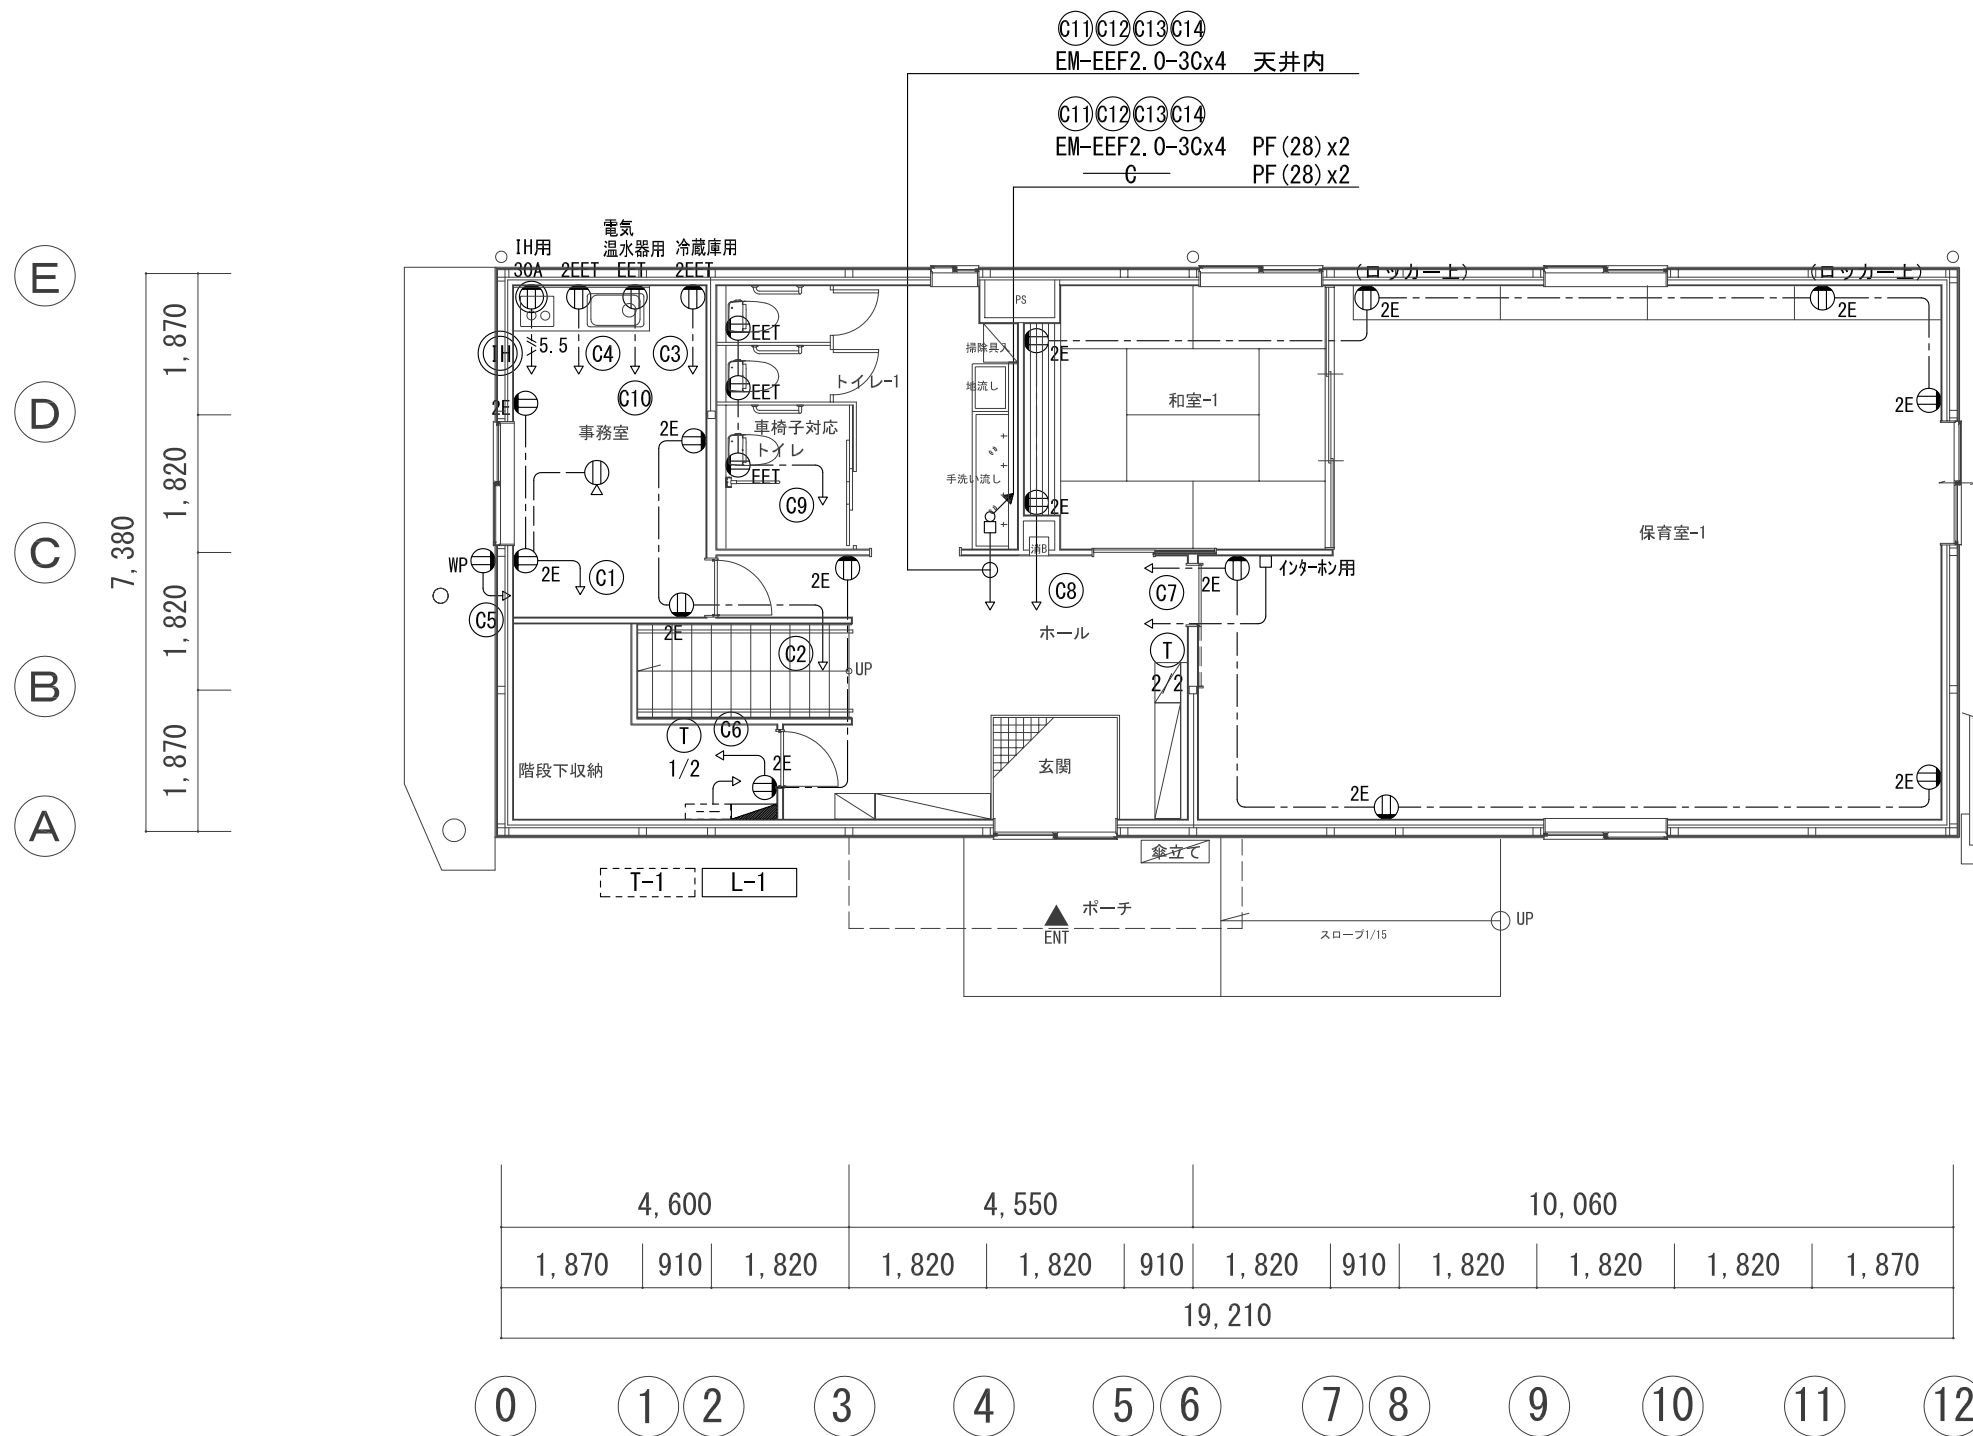 C11 C12 C13 C14
EM-EEF2.0-3Cx4 天井内
C11 C12 C13 C14
EM-EEF2.0-3Cx4 PF(28)x2
C PF(28)x2
IH用
30A
2EET
電気
温水器用
EET
冷蔵庫用
2EET
(ロッカー上)
(ロッカー上)
E
D
C
B
A
1,870
1,820
1,820
1,870
7,380
IH
5.5
C4
C3
C10
2E
事務室
2E
EET
EET
EET
トイレ-1
車椅子対応
トイレ
C9
PS
掃除具入
地流し
手洗い流し
消B
2E
2E
和室-1
2E
2E
2E
保育室-1
WP
C5
2E
C1
2E
C2
UP
2E
C8
ホール
C7
2E
インターホン用
T
2/2
T
1/2
C6
2E
階段下収納
玄関
2E
2E
傘立て
T-1
L-1
ポーチ
ENT
スロープ1/15
UP
4,600
4,550
10,060
1,870
910
1,820
1,820
1,820
910
1,820
910
1,820
1,820
1,820
1,870
19,210
0
1
2
3
4
5
6
7
8
9
10
11
12